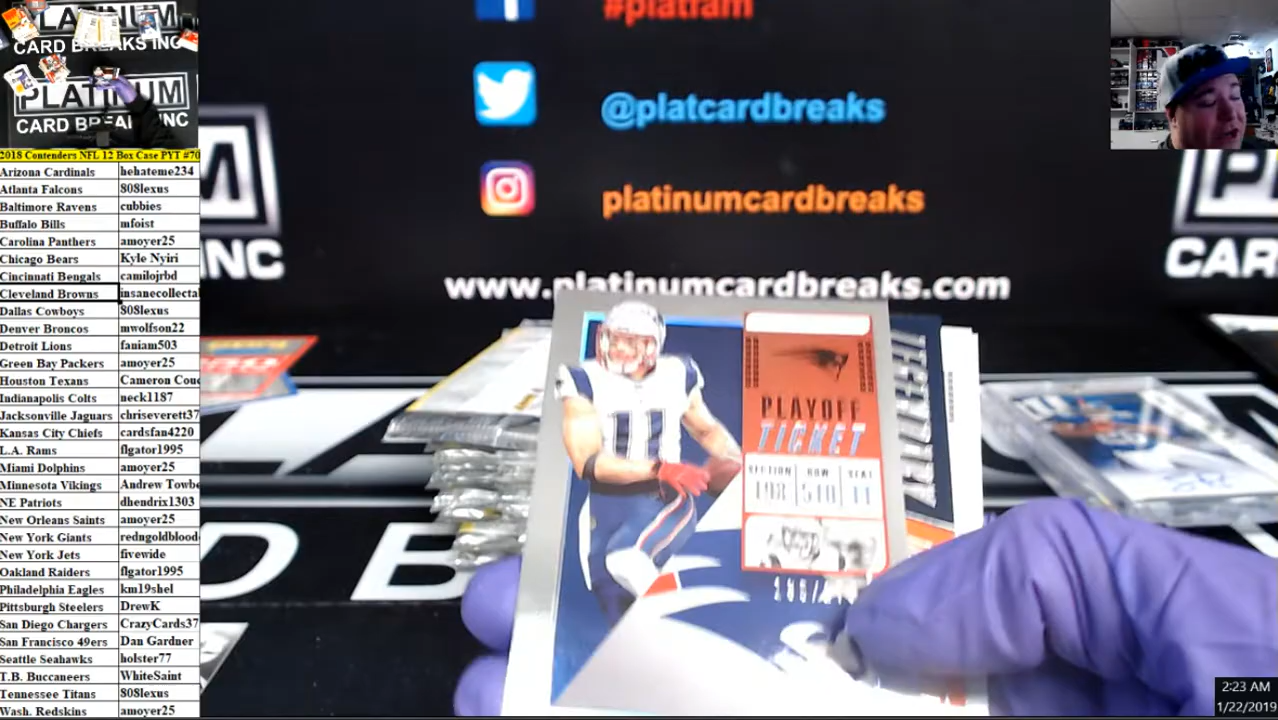 PLATINUM
CARD BREAKS INC
PLATINUM
CARD BREAKS INC
2018 Contenders NFL 12 Box Case PYT #70
Arizona Cardinals hehateme234
Atlanta Falcons 808lexus
Baltimore Ravens cubbies
Buffalo Bills mfoist
Carolina Panthers amoyer25
Chicago Bears Kyle Nyiri
Cincinnati Bengals camilojrbd
Cleveland Browns insanecollecta
Dallas Cowboys 808lexus
Denver Broncos mwolfson22
Detroit Lions faniam503
Green Bay Packers amoyer25
Houston Texans Cameron Couc
Indianapolis Colts neck1187
Jacksonville Jaguars chriseverett37
Kansas City Chiefs cardsfan4220
L.A. Rams flgator1995
Miami Dolphins amoyer25
Minnesota Vikings Andrew Towbe
NE Patriots dhendrix1303
New Orleans Saints amoyer25
New York Giants redngoldblood
New York Jets fivewide
Oakland Raiders flgator1995
Philadelphia Eagles km19shel
Pittsburgh Steelers DrewK
San Diego Chargers CrazyCards37
San Francisco 49ers Dan Gardner
Seattle Seahawks holster77
T.B. Buccaneers WhiteSaint
Tennessee Titans 808lexus
Wash. Redskins amoyer25
#platfam
@platcardbreaks
platinumcardbreaks
www.platinumcardbreaks.com
M
INC
CAR
D B
11
PLAYOFF
TICKET
SECTION ROW SEAT
11
2:23 AM
1/22/2019